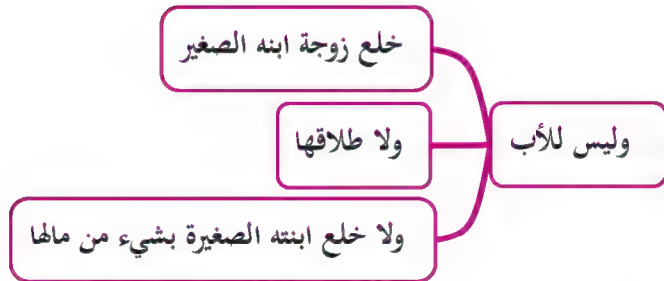 وليس للأب
خلع زوجة ابنه الصغير
ولا طلاقها
ولا خلع ابنته الصغيرة بشيء من مالها